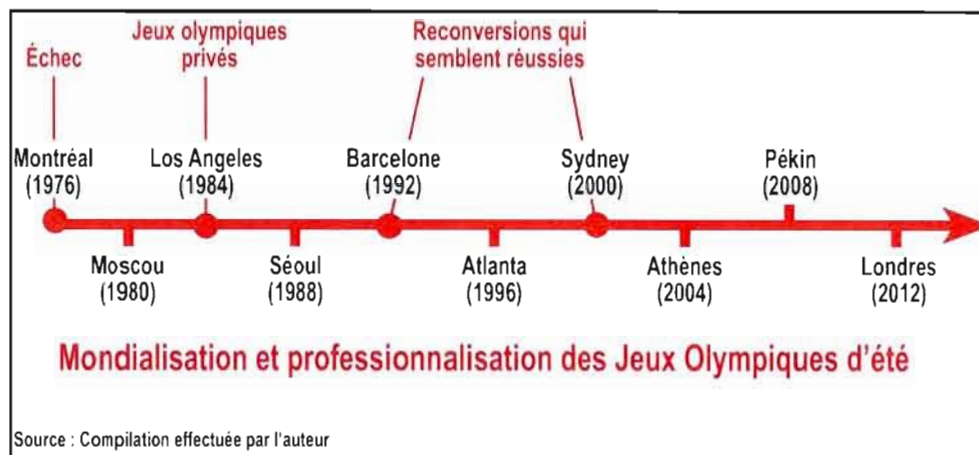 Échec
Jeux olympiques
privés
Reconversions qui
semblent réussies
Montréal
(1976)
Los Angeles
(1984)
Barcelone
(1992)
Sydney
(2000)
Pékin
(2008)
Moscou
(1980)
Séoul
(1988)
Atlanta
(1996)
Athènes
(2004)
Londres
(2012)
Mondialisation et professionnalisation des Jeux Olympiques d'été
Source : Compilation effectuée par l'auteur